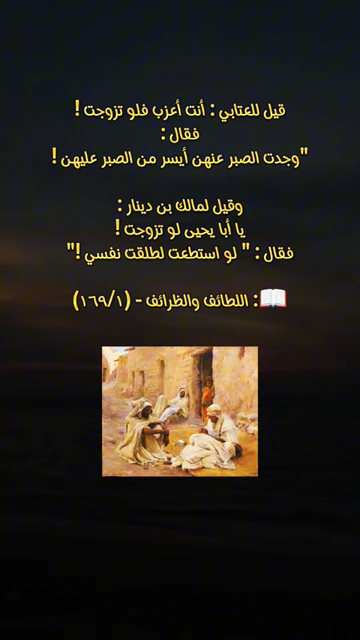 قيل للعتابي : أنت أعزب فلو تزوجت !
فقال :
"وجدت الصبر عنهن أيسر من الصبر عليهن !
وقيل لمالك بن دينار :
يا أبا يحيى لو تزوجت !
فقال : " لو استطعت لطلقت نفسي !"
📖 : اللطائف والظرائف - (١٦٩/١)